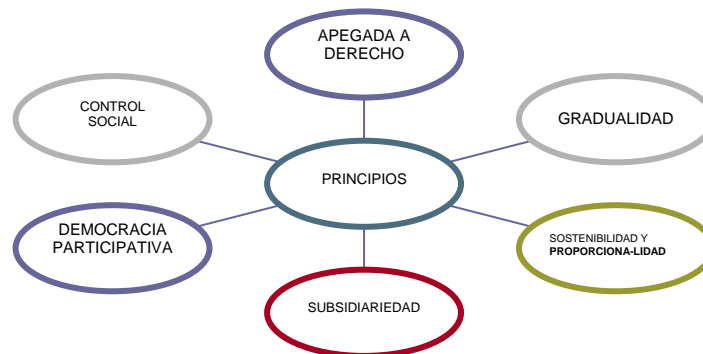 APEGADA A
DERECHO
CONTROL
SOCIAL
GRADUALIDAD
PRINCIPIOS
DEMOCRACIA
PARTICIPATIVA
SOSTENIBILIDAD Y
PROPORCIONA-LIDAD
SUBSIDIARIEDAD